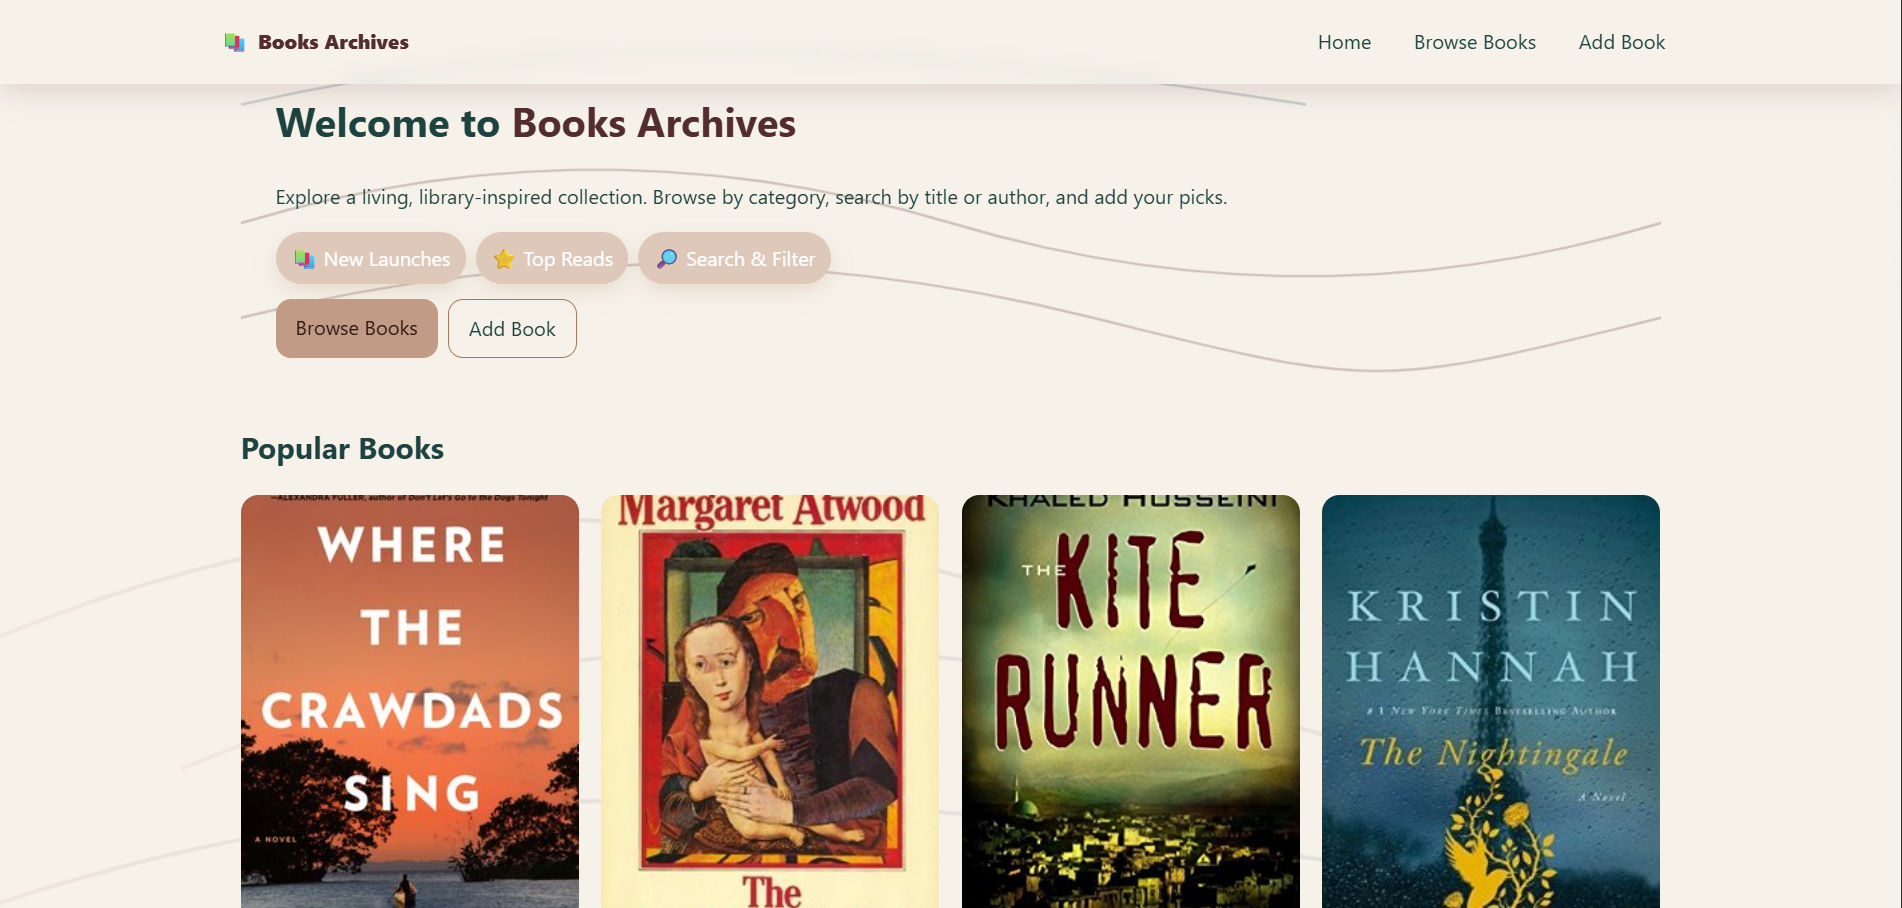 Books Archives
Home
Browse Books
Add Book
Welcome to Books Archives
Explore a living, library-inspired collection. Browse by category, search by title or author, and add your picks.
New Launches
Top Reads
Search & Filter
Browse Books
Add Book
Popular Books
—ALEXANDRA FULLER, author of Don't Let's Go to the Dogs Tonight
WHERE
THE
CRAWDADS
SING
A NOVEL
Margaret Atwood
The
KHALED HOSSEINI
THE KITE
RUNNER
KRISTIN
HANNAH
#1 NEW YORK TIMES BESTSELLING AUTHOR
The Nightingale
A Novel